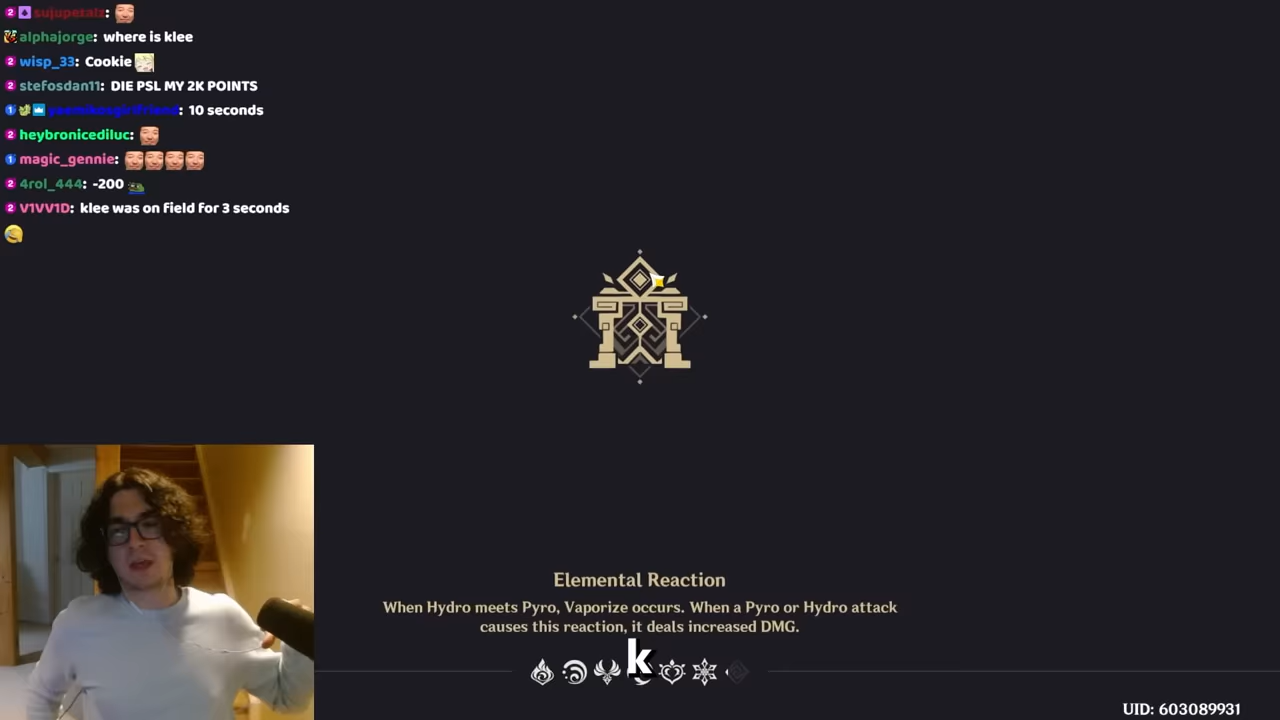 sujuperalz:
alphajorge: where is klee
wisp_33: Cookie
stefosdan11: DIE PSL MY 2K POINTS
yaemikosgirlfriend: 10 seconds
heybronicediluc:
magic_gennie:
4rol_444: -200
V1VV1D: klee was on field for 3 seconds
Elemental Reaction
When Hydro meets Pyro, Vaporize occurs. When a Pyro or Hydro attack
causes this reaction, it deals increased DMG.
k
UID: 603089931